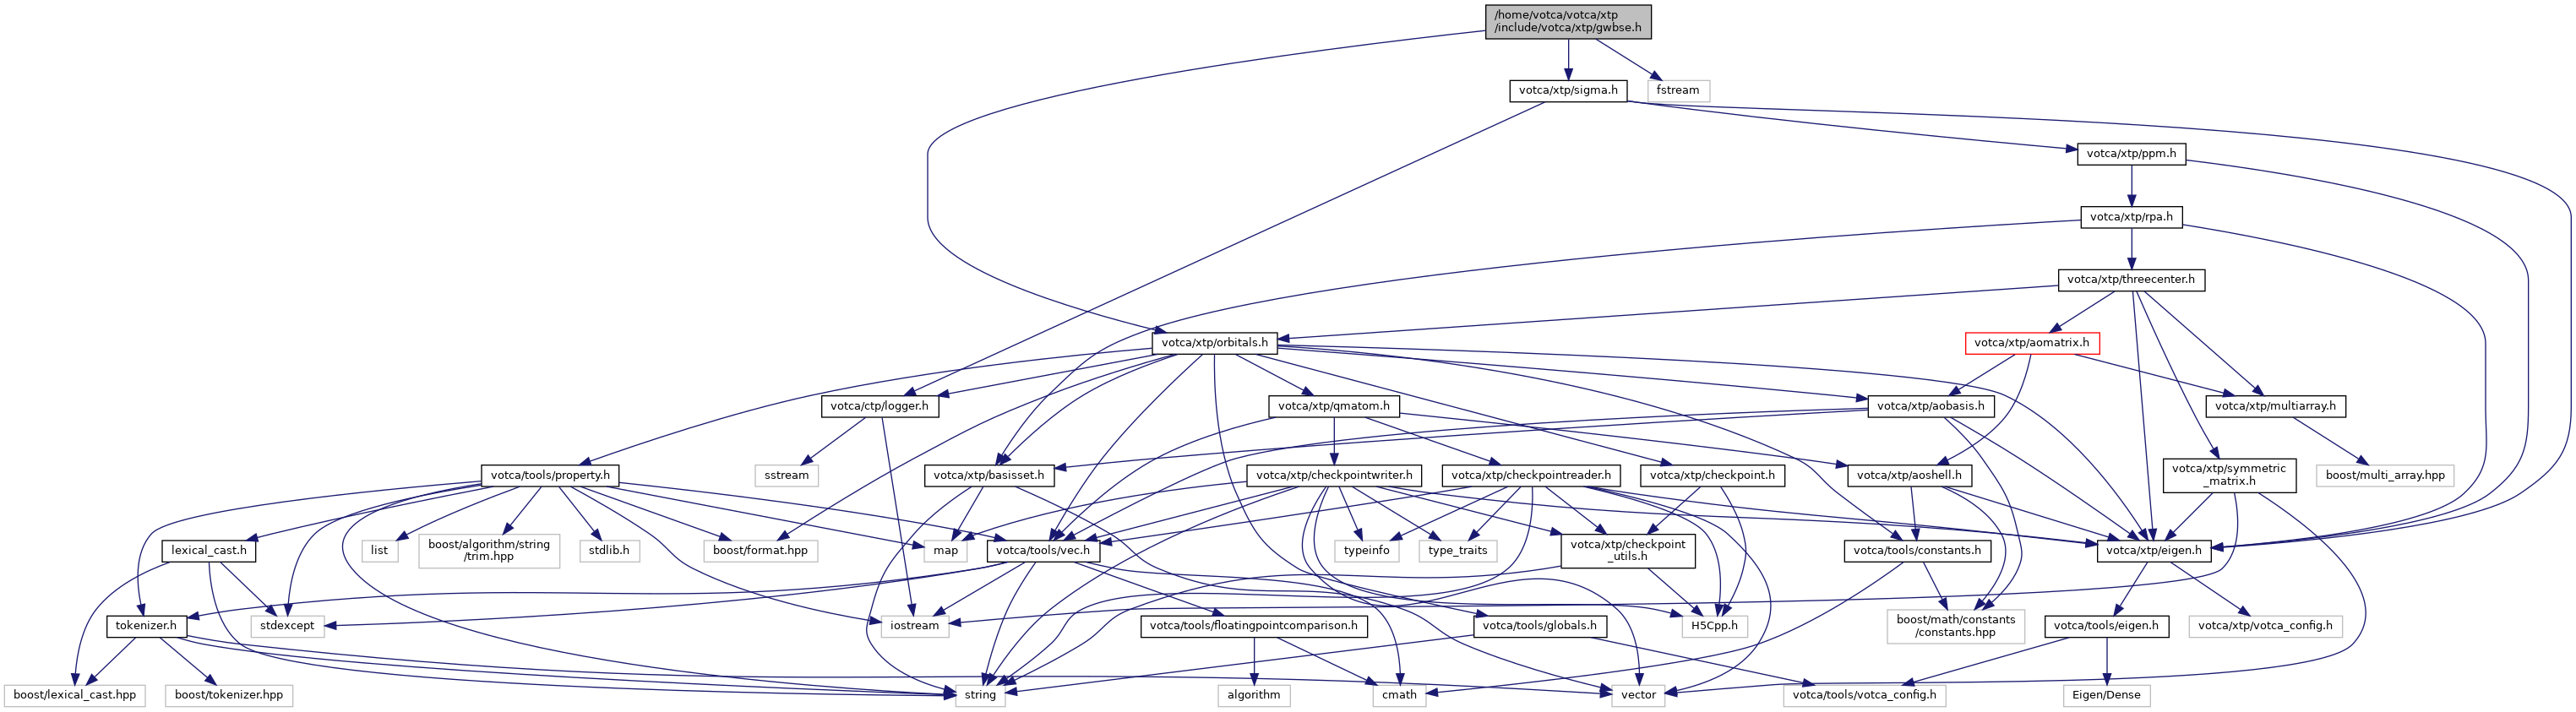 /home/votca/votca/xtp
/include/votca/xtp/gwbse.h
votca/xtp/sigma.h
fstream
votca/xtp/ppm.h
votca/xtp/rpa.h
votca/xtp/threecenter.h
votca/xtp/orbitals.h
votca/xtp/aomatrix.h
votca/ctp/logger.h
votca/xtp/qmatom.h
votca/xtp/aobasis.h
votca/xtp/multiarray.h
votca/tools/property.h
sstream
votca/xtp/basisset.h
votca/xtp/checkpointwriter.h
votca/xtp/checkpointreader.h
votca/xtp/checkpoint.h
votca/xtp/aoshell.h
votca/xtp/symmetric
_matrix.h
boost/multi_array.hpp
lexical_cast.h
list
boost/algorithm/string
/trim.hpp
stdlib.h
boost/format.hpp
map
votca/tools/vec.h
typeinfo
type_traits
votca/xtp/checkpoint
_utils.h
votca/tools/constants.h
votca/xtp/eigen.h
tokenizer.h
stdexcept
iostream
votca/tools/floatingpointcomparison.h
votca/tools/globals.h
H5Cpp.h
boost/math/constants
/constants.hpp
votca/tools/eigen.h
votca/xtp/votca_config.h
boost/lexical_cast.hpp
boost/tokenizer.hpp
string
algorithm
cmath
vector
votca/tools/votca_config.h
Eigen/Dense